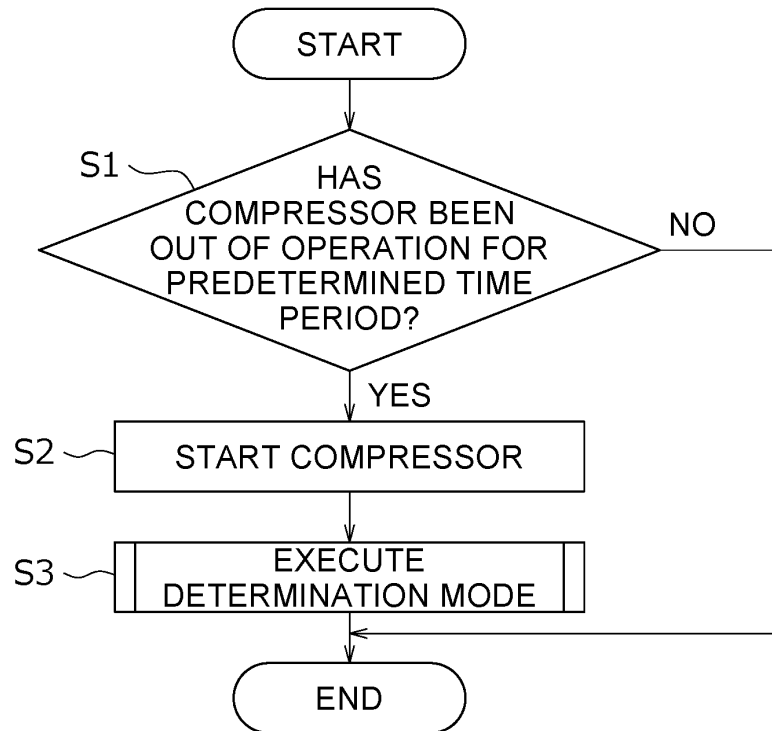 START
S1
HAS
COMPRESSOR BEEN
OUT OF OPERATION FOR
PREDETERMINED TIME
PERIOD?
NO
YES
S2
START COMPRESSOR
S3
EXECUTE
DETERMINATION MODE
END